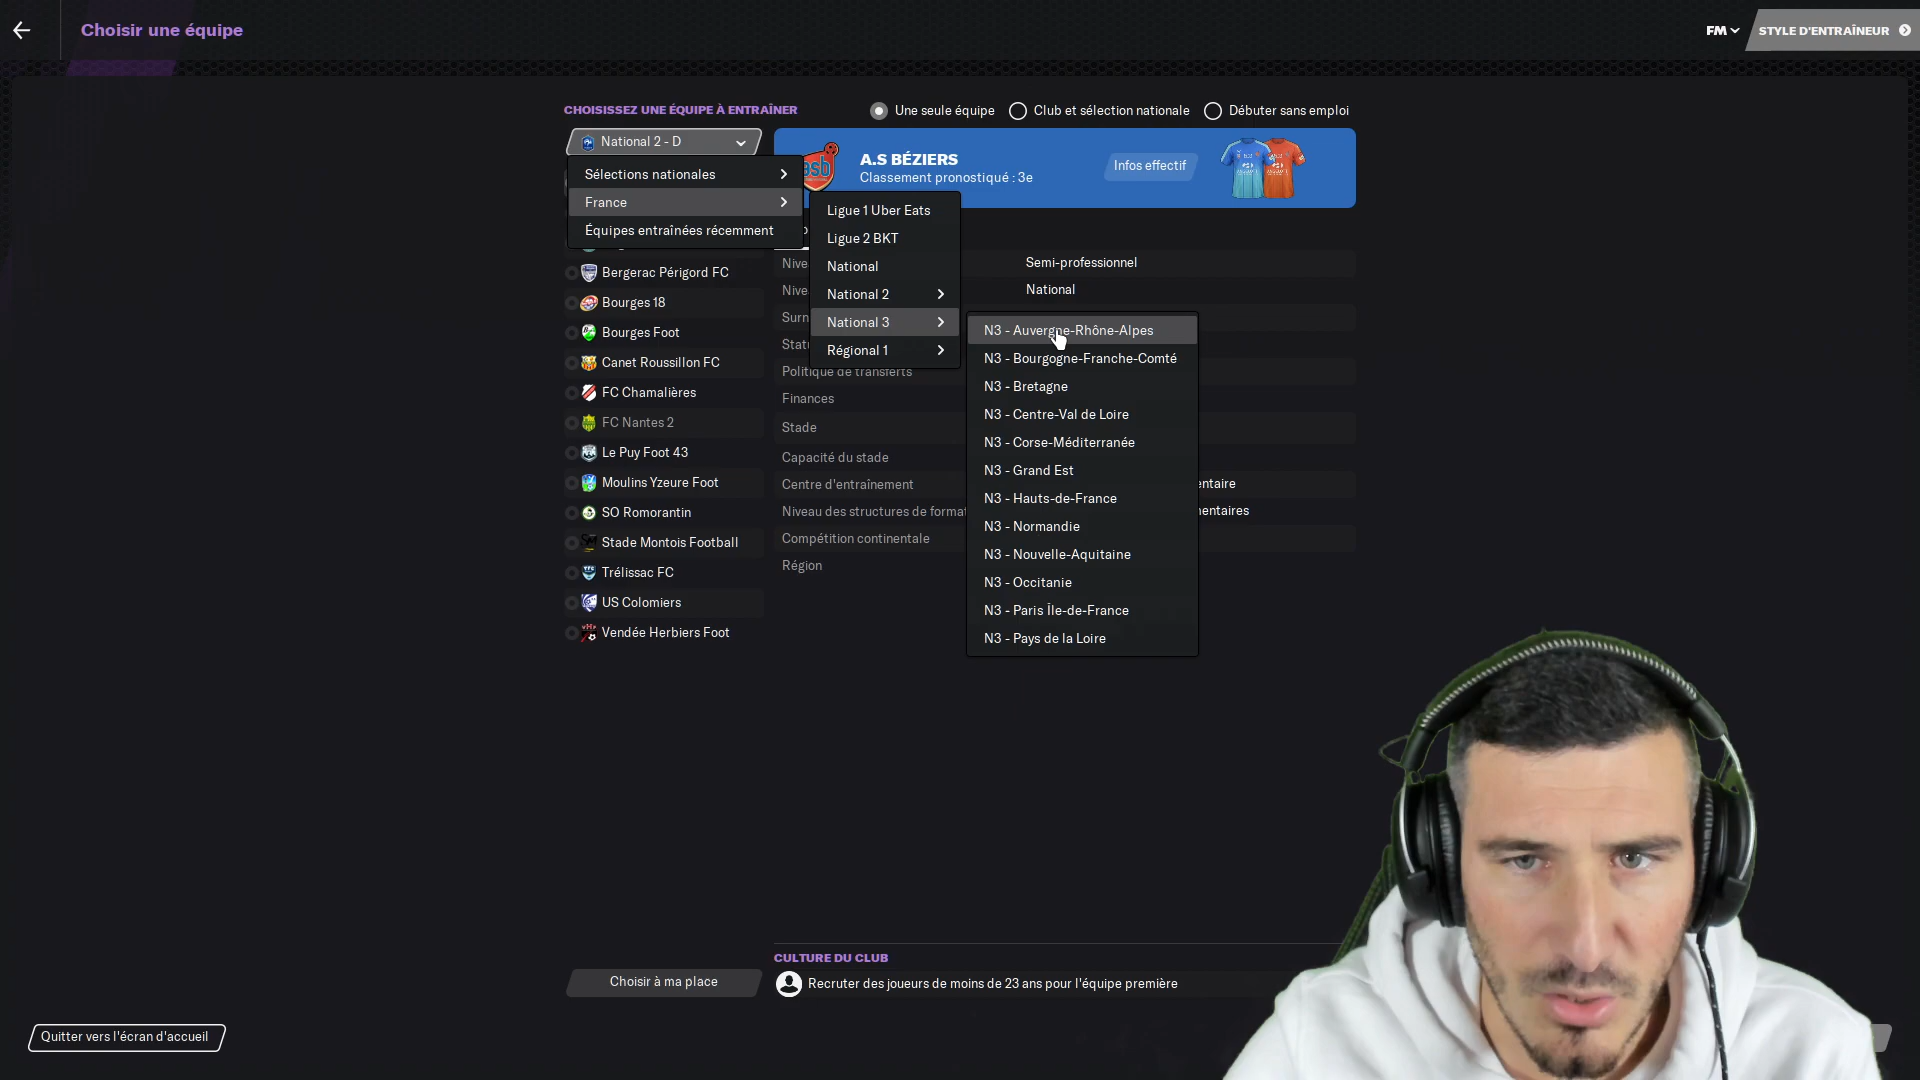 Choisir une équipe
FM
STYLE D'ENTRAÎNEUR
CHOISISSEZ UNE ÉQUIPE À ENTRAÎNER
Une seule équipe
Club et sélection nationale
Débuter sans emploi
National 2 - D
Sélections nationales
France
Équipes entraînées récemment
Bergerac Périgord FC
Bourges 18
Bourges Foot
Canet Roussillon FC
FC Chamalières
FC Nantes 2
Le Puy Foot 43
Moulins Yzeure Foot
SO Romorantin
Stade Montois Football
Trélissac FC
US Colomiers
Vendée Herbiers Foot
asb
A.S BÉZIERS
Classement pronostiqué : 3e
Infos effectif
Ligue 1 Uber Eats
Ligue 2 BKT
National
National 2
National 3
Régional 1
Semi-professionnel
National
Politique de transferts
Finances
Stade
Capacité du stade
Centre d'entraînement
Niveau des structures de format
Compétition continentale
Région
N3 - Auvergne-Rhône-Alpes
N3 - Bourgogne-Franche-Comté
N3 - Bretagne
N3 - Centre-Val de Loire
N3 - Corse-Méditerranée
N3 - Grand Est
N3 - Hauts-de-France
N3 - Normandie
N3 - Nouvelle-Aquitaine
N3 - Occitanie
N3 - Paris Île-de-France
N3 - Pays de la Loire
entaire
nentaires
CULTURE DU CLUB
Recruter des joueurs de moins de 23 ans pour l'équipe première
Choisir à ma place
Quitter vers l'écran d'accueil